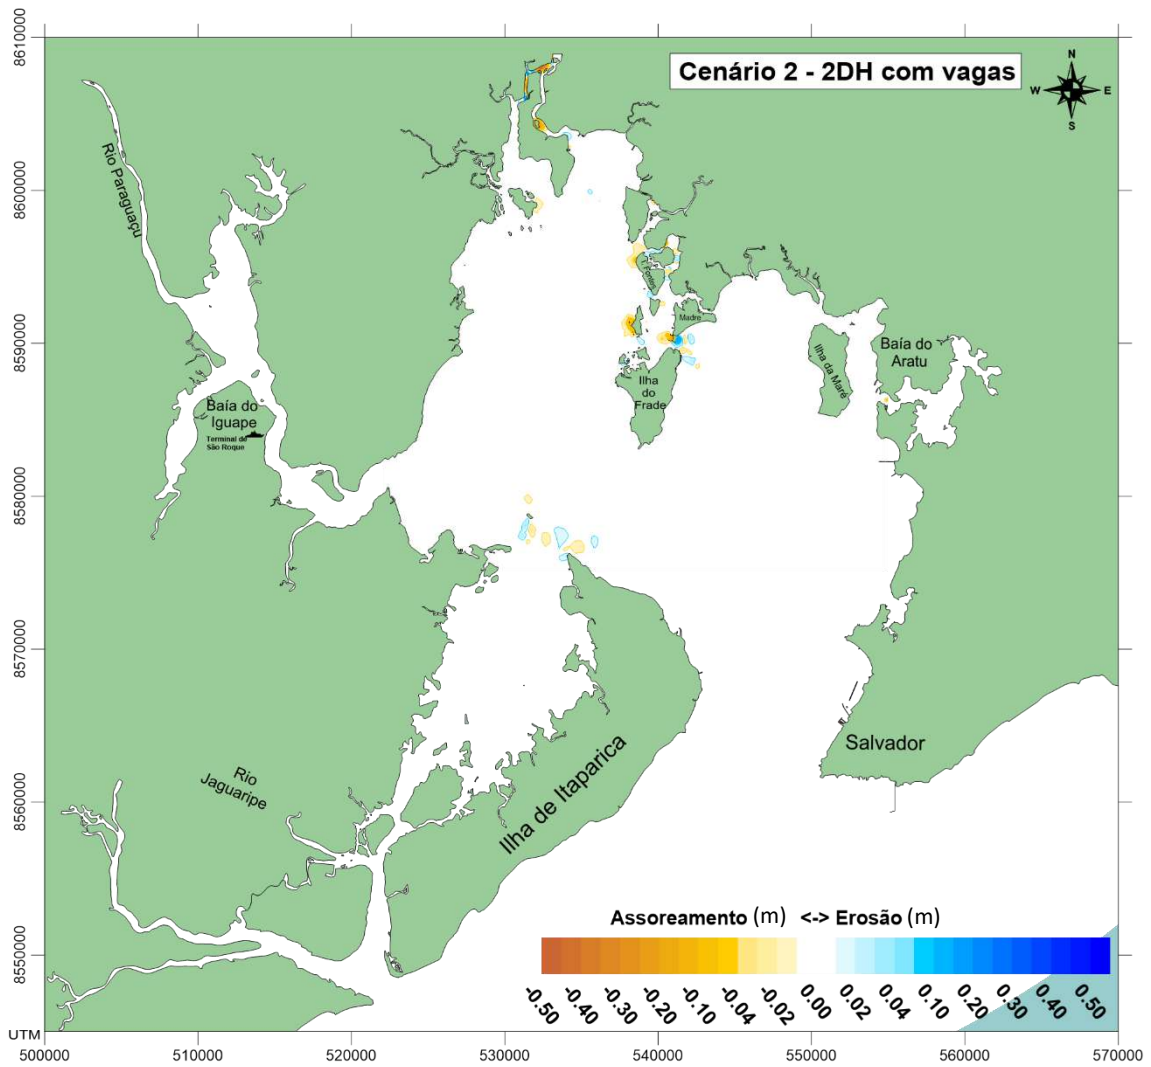 8610000
Cenário 2 - 2DH com vagas
N
W
E
S
Rio Paraguaçu
8600000
Fontes
Madre
8590000
Ilha da Maré
Baía do
Aratu
Ilha
do
Frade
Baía do
Iguape
Terminal de
São Roque
8580000
8570000
Rio
Jaguaripe
Ilha de Itaparica
Salvador
8560000
Assoreamento (m) <-> Erosão (m)
8550000
-0.50 -0.40 -0.30 -0.20 -0.10 -0.04 -0.02 0.00 0.02 0.04 0.10 0.20 0.30 0.40 0.50
UTM
500000 510000 520000 530000 540000 550000 560000 570000